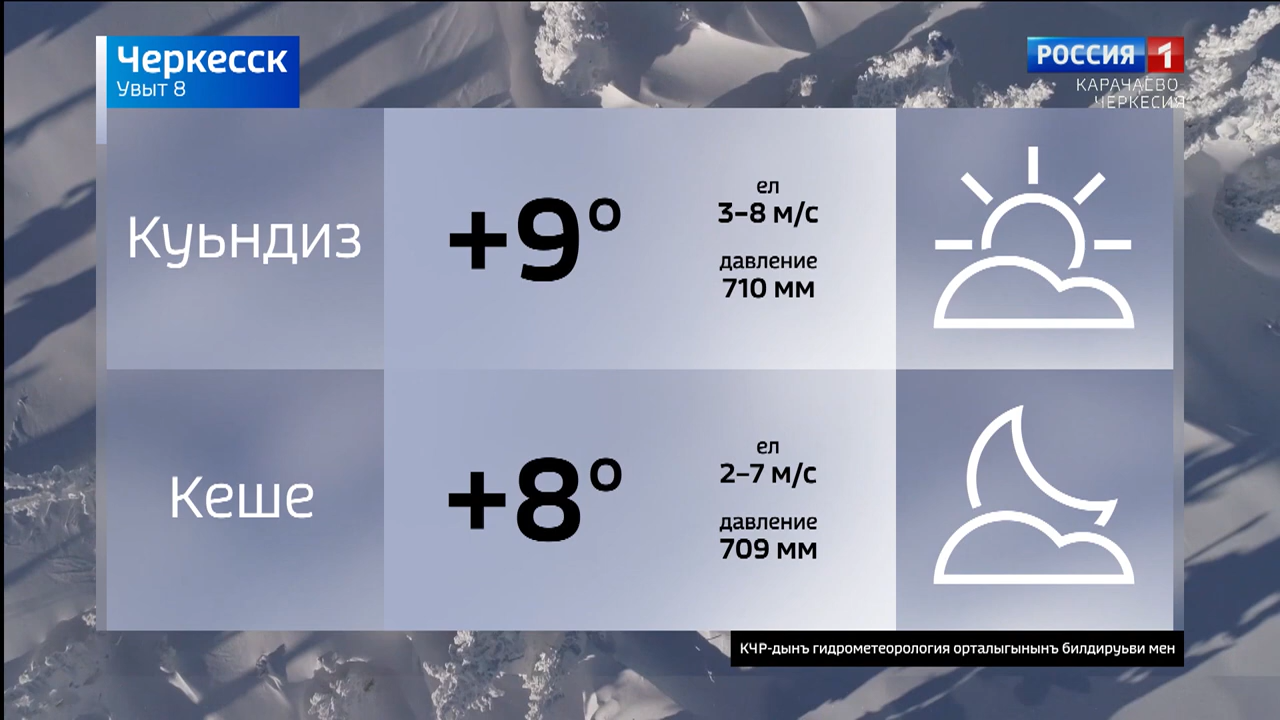 Черкесск
Увыт 8
РОССИЯ 1
КАРАЧАЕВО
ЧЕРКЕСИЯ
Куьндиз
+9°
ел
3-8 м/с
давление
710 мм
Кеше
+8°
ел
2-7 м/с
давление
709 мм
КЧР-дынъ гидрометеорология орталыгынынъ билдируьви мен